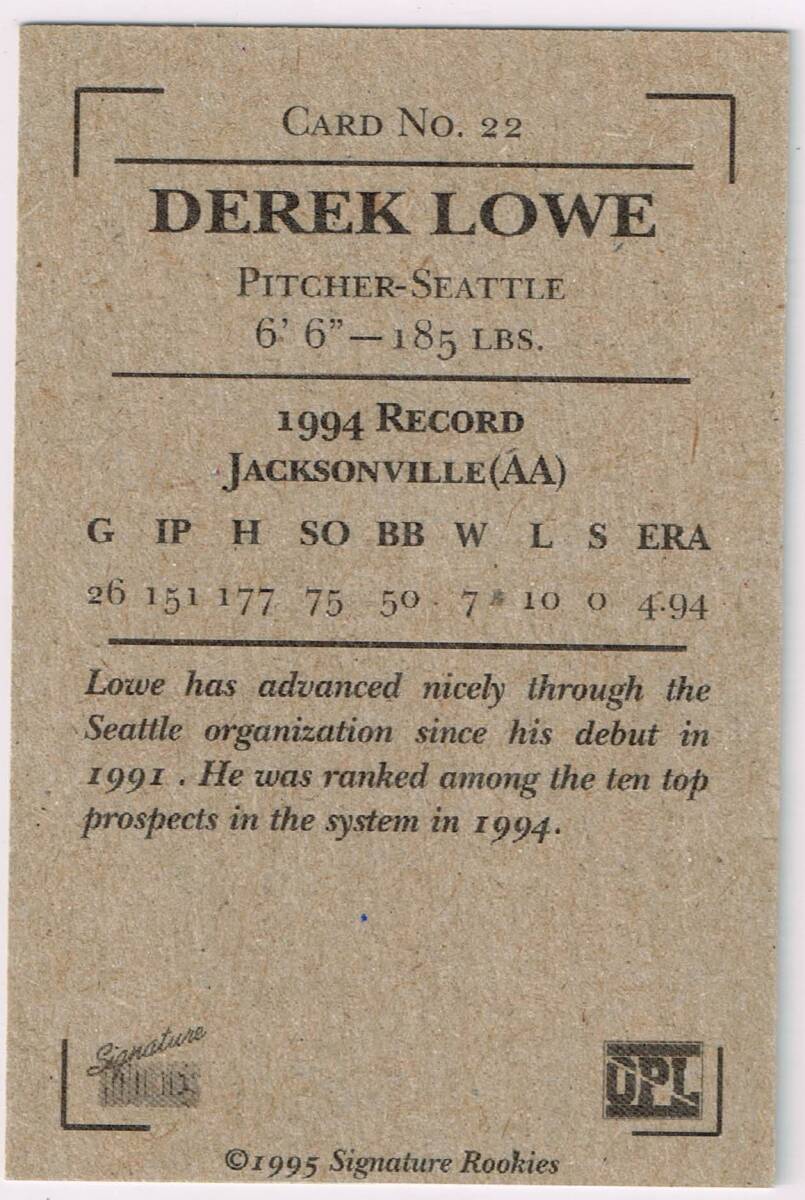 CARD NO. 22
DEREK LOWE
PITCHER-SEATTLE
6' 6" — 185 LBS.
1994 RECORD
JACKSONVILLE(AA)
G IP H SO BB W L S ERA
26 151 177 75 50 7 10 0 4.94
Lowe has advanced nicely through the
Seattle organization since his debut in
1991 . He was ranked among the ten top
prospects in the system in 1994.
Signature
ROOKIES
OPL
©1995 Signature Rookies